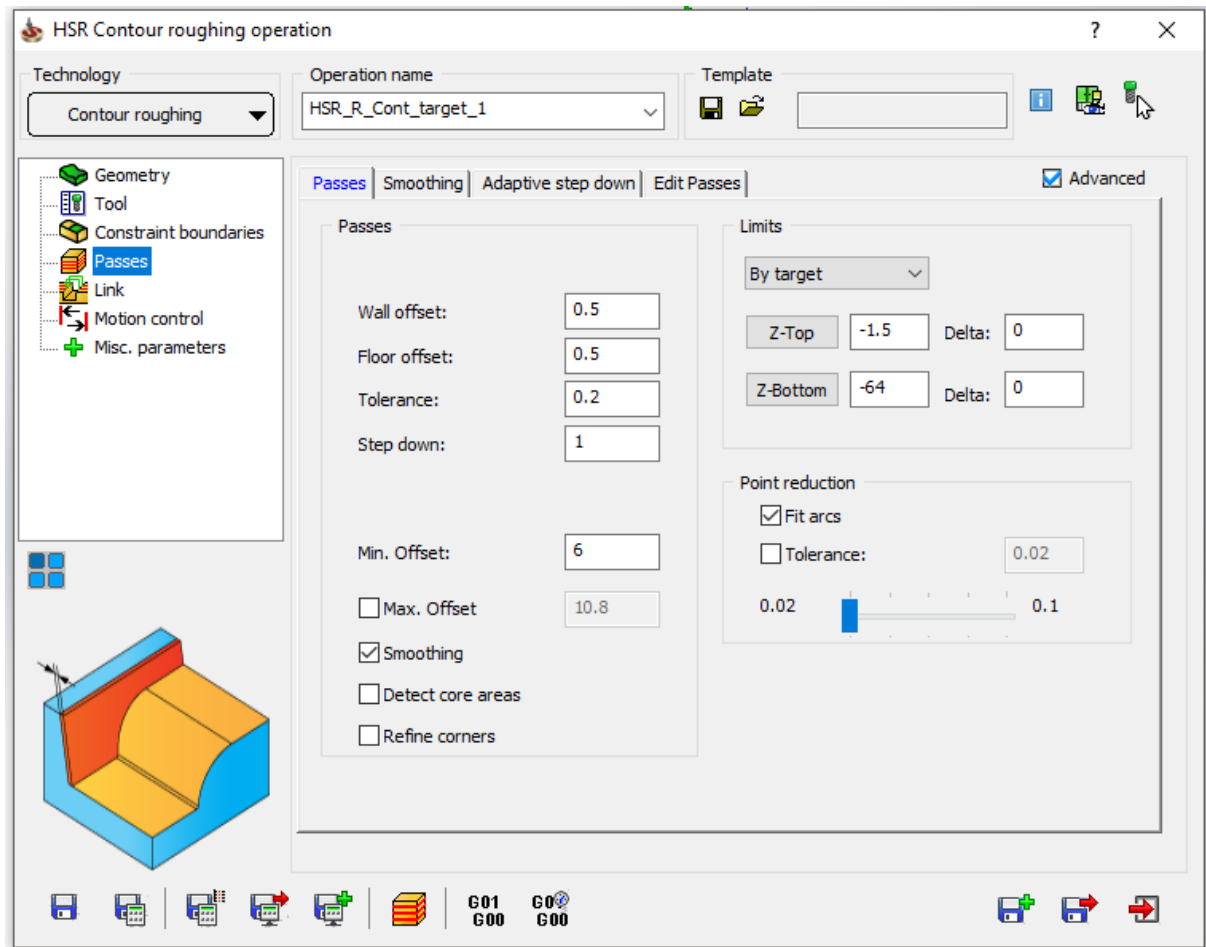 HSR Contour roughing operation
?
Technology
Contour roughing
Operation name
HSR_R_Cont_target_1
Template
i
Geometry
Tool
Constraint boundaries
Passes
Link
Motion control
Misc. parameters
Passes
Smoothing
Adaptive step down
Edit Passes
Advanced
Passes
Wall offset: 0.5
Floor offset: 0.5
Tolerance: 0.2
Step down: 1
Min. Offset: 6
Max. Offset 10.8
Smoothing
Detect core areas
Refine corners
Limits
By target
Z-Top -1.5 Delta: 0
Z-Bottom -64 Delta: 0
Point reduction
Fit arcs
Tolerance: 0.02
0.02 0.1
G01
G00
G00
G00